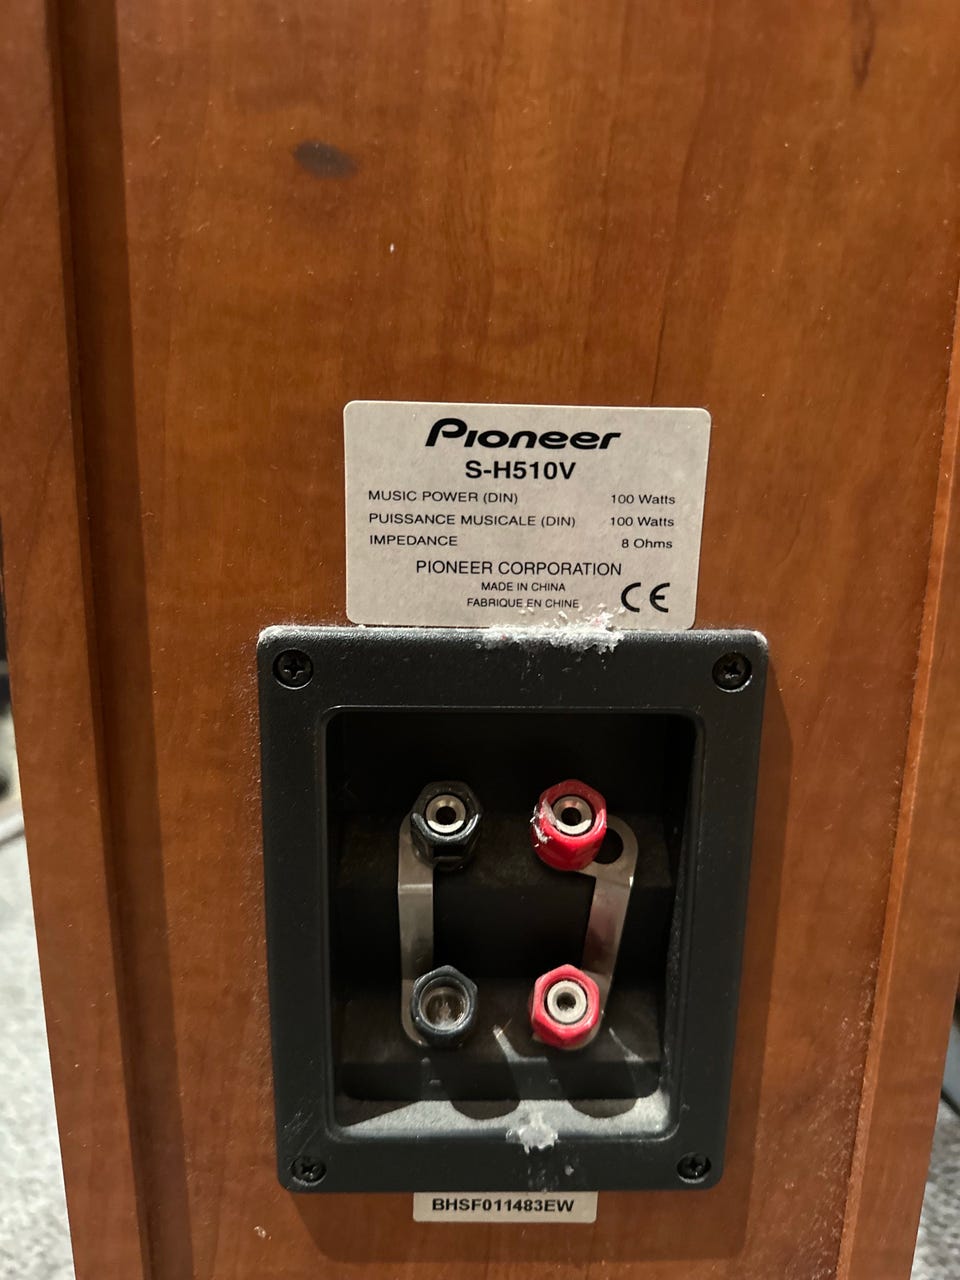 Pioneer
S-H510V
MUSIC POWER (DIN) 100 Watts
PUISSANCE MUSICALE (DIN) 100 Watts
IMPEDANCE 8 Ohms
PIONEER CORPORATION
MADE IN CHINA
FABRIQUE EN CHINE CE
BHSF011483EW